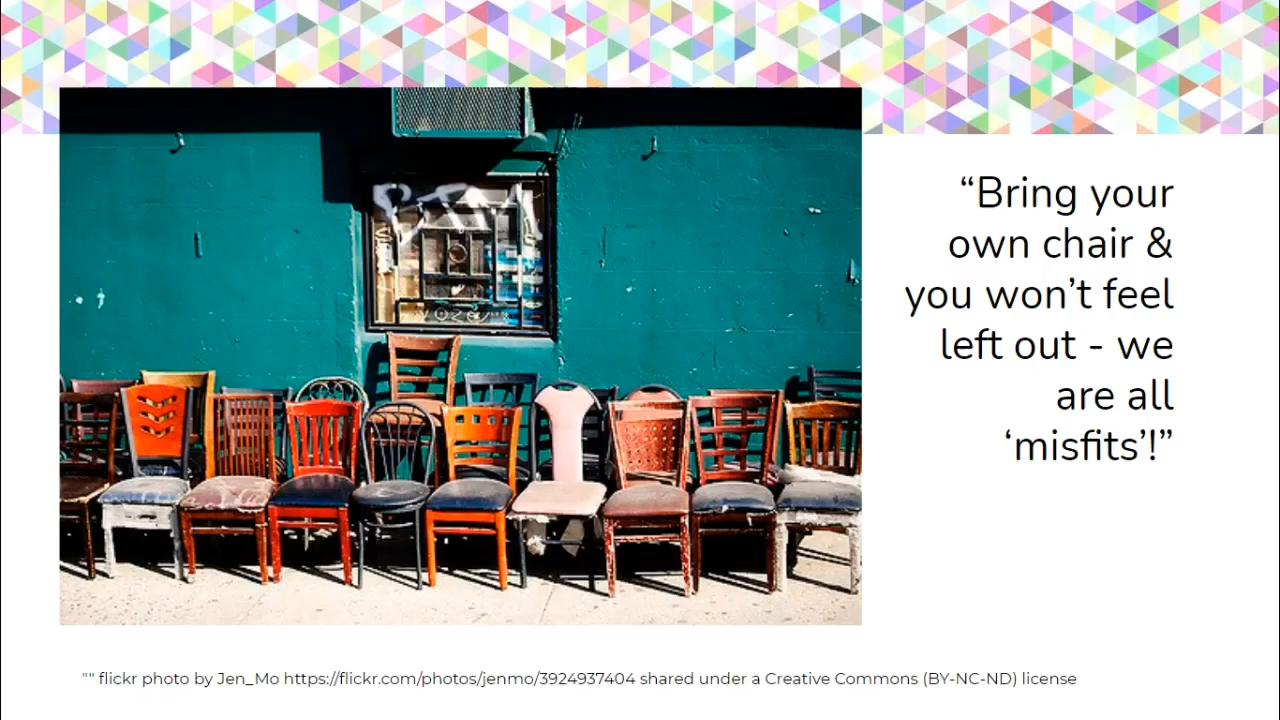 “Bring your
own chair &
you won’t feel
left out - we
are all
‘misfits’!”
"" flickr photo by Jen_Mo https://flickr.com/photos/jenmo/3924937404 shared under a Creative Commons (BY-NC-ND) license